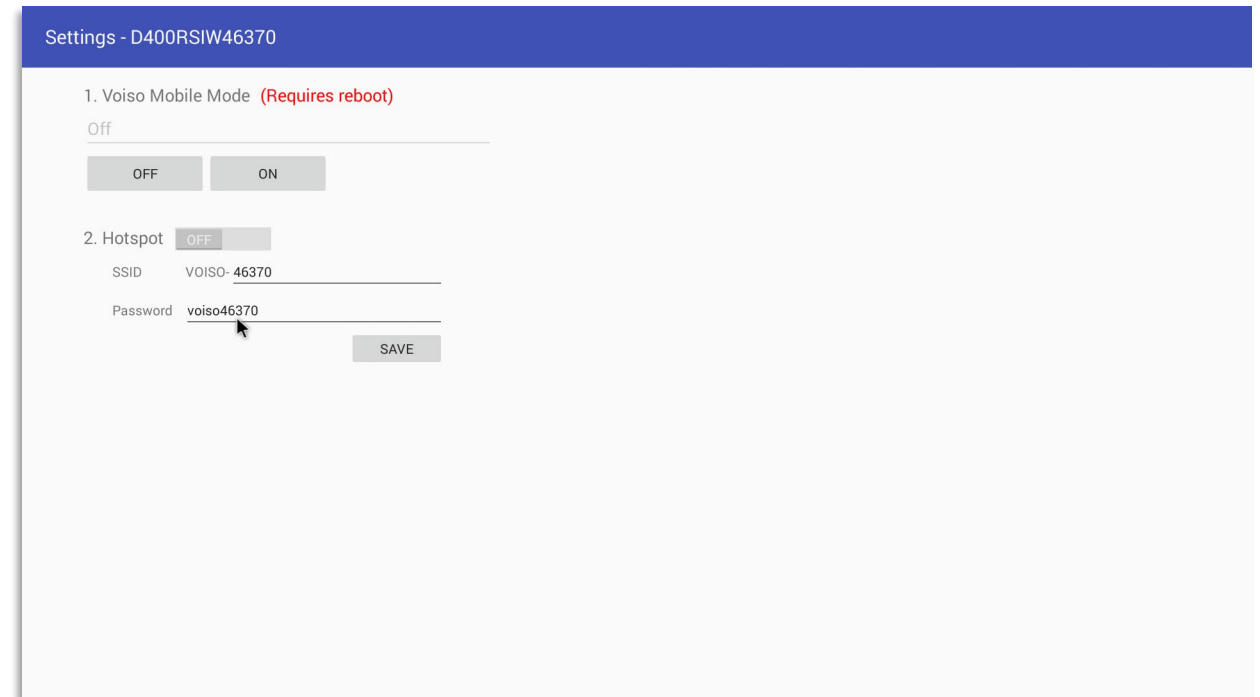 Settings - D400RSIW46370
1. Voiso Mobile Mode (Requires reboot)
Off
OFF ON
2. Hotspot OFF
SSID VOISO- 46370
Password voiso46370
SAVE